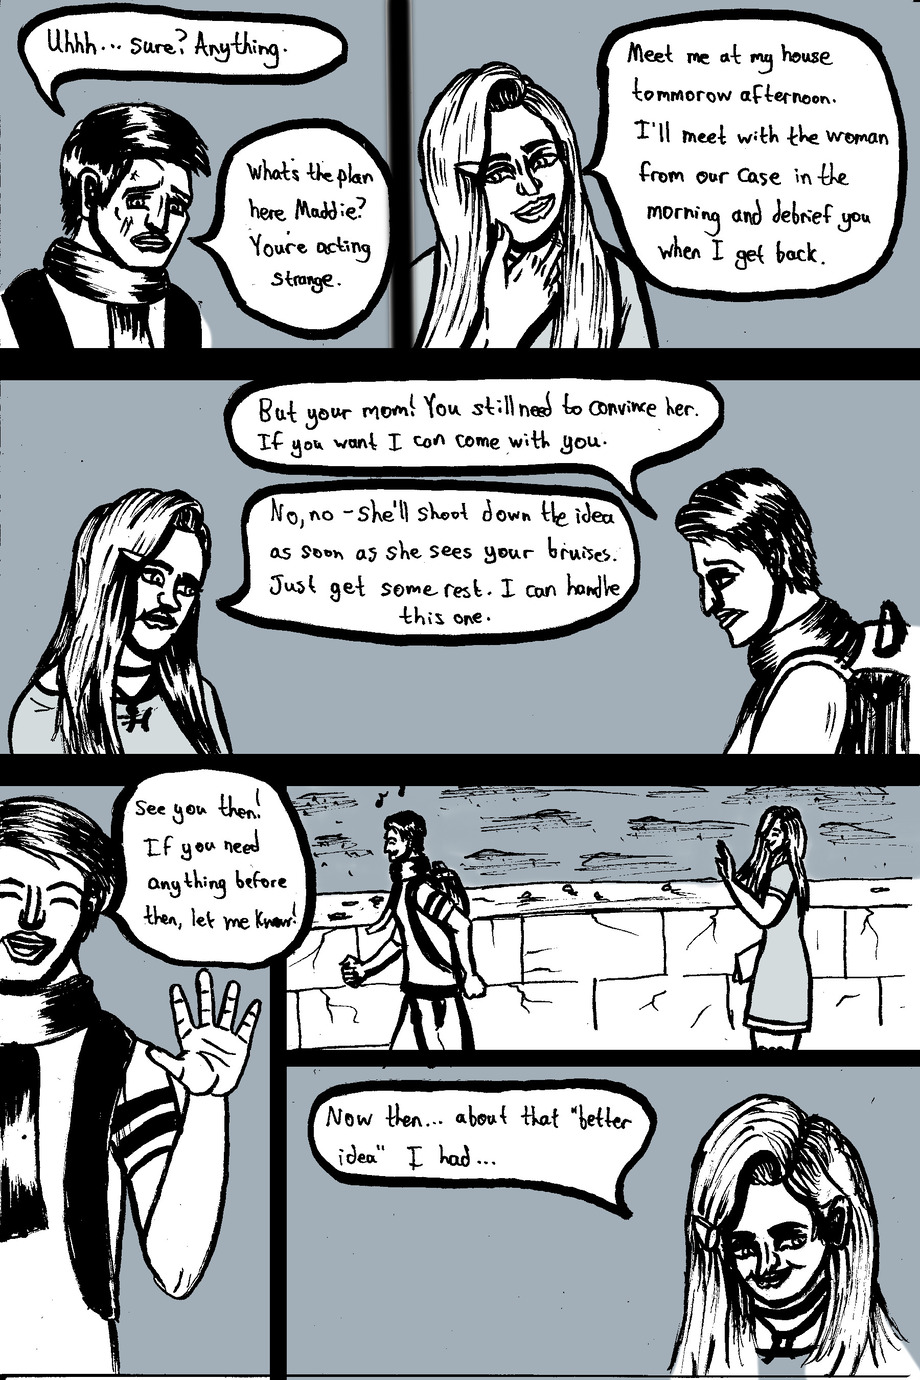 Uhhh... sure? Anything.
What's the plan
here Maddie?
You're acting
strange.
Meet me at my house
tommorow afternoon.
I'll meet with the woman
from our case in the
morning and debrief you
when I get back.
But your mom! You still need to convince her.
If you want I can come with you.
No, no - she'll shoot down the idea
as soon as she sees your bruises.
Just get some rest. I can handle
this one.
See you then!
If you need
anything before
then, let me know!
Now then... about that "better
idea" I had...